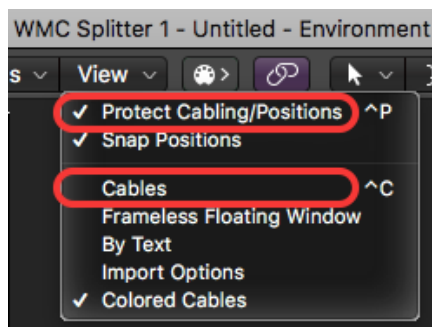 WMC Splitter 1 - Untitled - Environment
s View
✓ Protect Cabling/Positions ^P
✓ Snap Positions
Cables ^C
Frameless Floating Window
By Text
Import Options
✓ Colored Cables